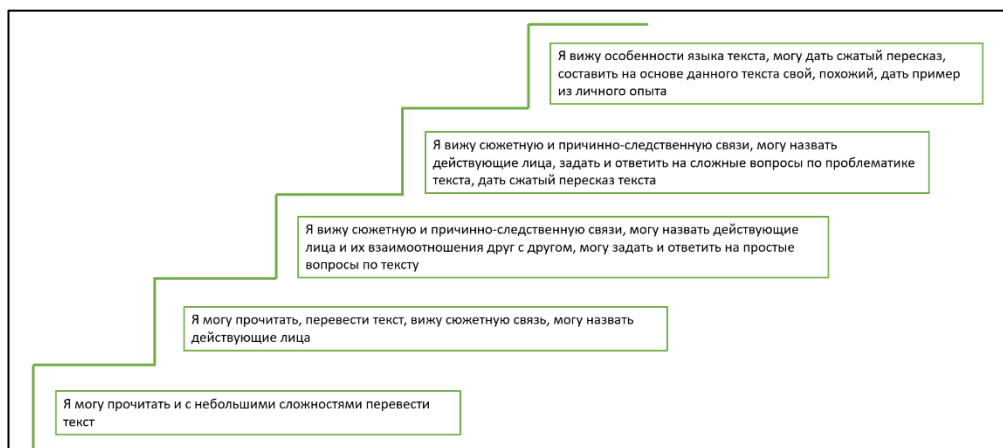 Я вижу особенности языка текста, могу дать сжатый пересказ,
составить на основе данного текста свой, похожий, дать пример
из личного опыта
Я вижу сюжетную и причинно-следственную связи, могу назвать
действующие лица, задать и ответить на сложные вопросы по проблематике
текста, дать сжатый пересказ текста
Я вижу сюжетную и причинно-следственную связи, могу назвать действующие
лица и их взаимоотношения друг с другом, могу задать и ответить на простые
вопросы по тексту
Я могу прочитать, перевести текст, вижу сюжетную связь, могу назвать
действующие лица
Я могу прочитать и с небольшими сложностями перевести
текст